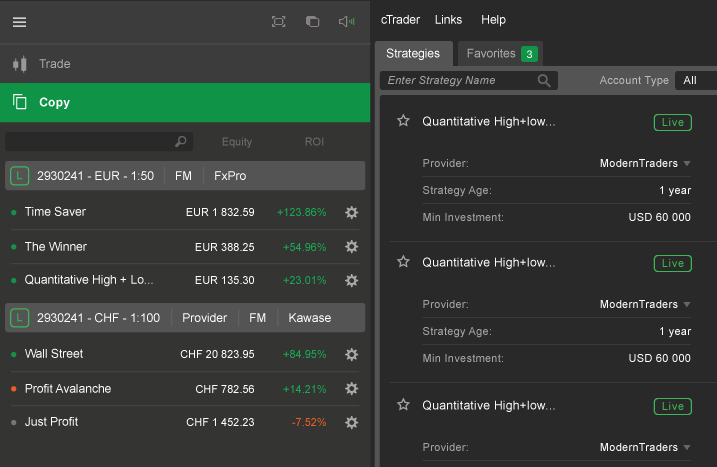 cTrader Links Help
Trade
Copy
Equity ROI
L 2930241 - EUR - 1:50 FM FxPro
Time Saver EUR 1 832.59 +123.86%
The Winner EUR 388.25 +54.96%
Quantitative High + Lo... EUR 135.30 +23.01%
L 2930241 - CHF - 1:100 Provider FM Kawase
Wall Street CHF 20 823.95 +84.95%
Profit Avalanche CHF 782.56 +14.21%
Just Profit CHF 1 452.23 -7.52%
Strategies Favorites 3
Enter Strategy Name Account Type All
Quantitative High+low... Live
Provider: ModernTraders
Strategy Age: 1 year
Min Investment: USD 60 000
Quantitative High+low... Live
Provider: ModernTraders
Strategy Age: 1 year
Min Investment: USD 60 000
Quantitative High+low... Live
Provider: ModernTraders